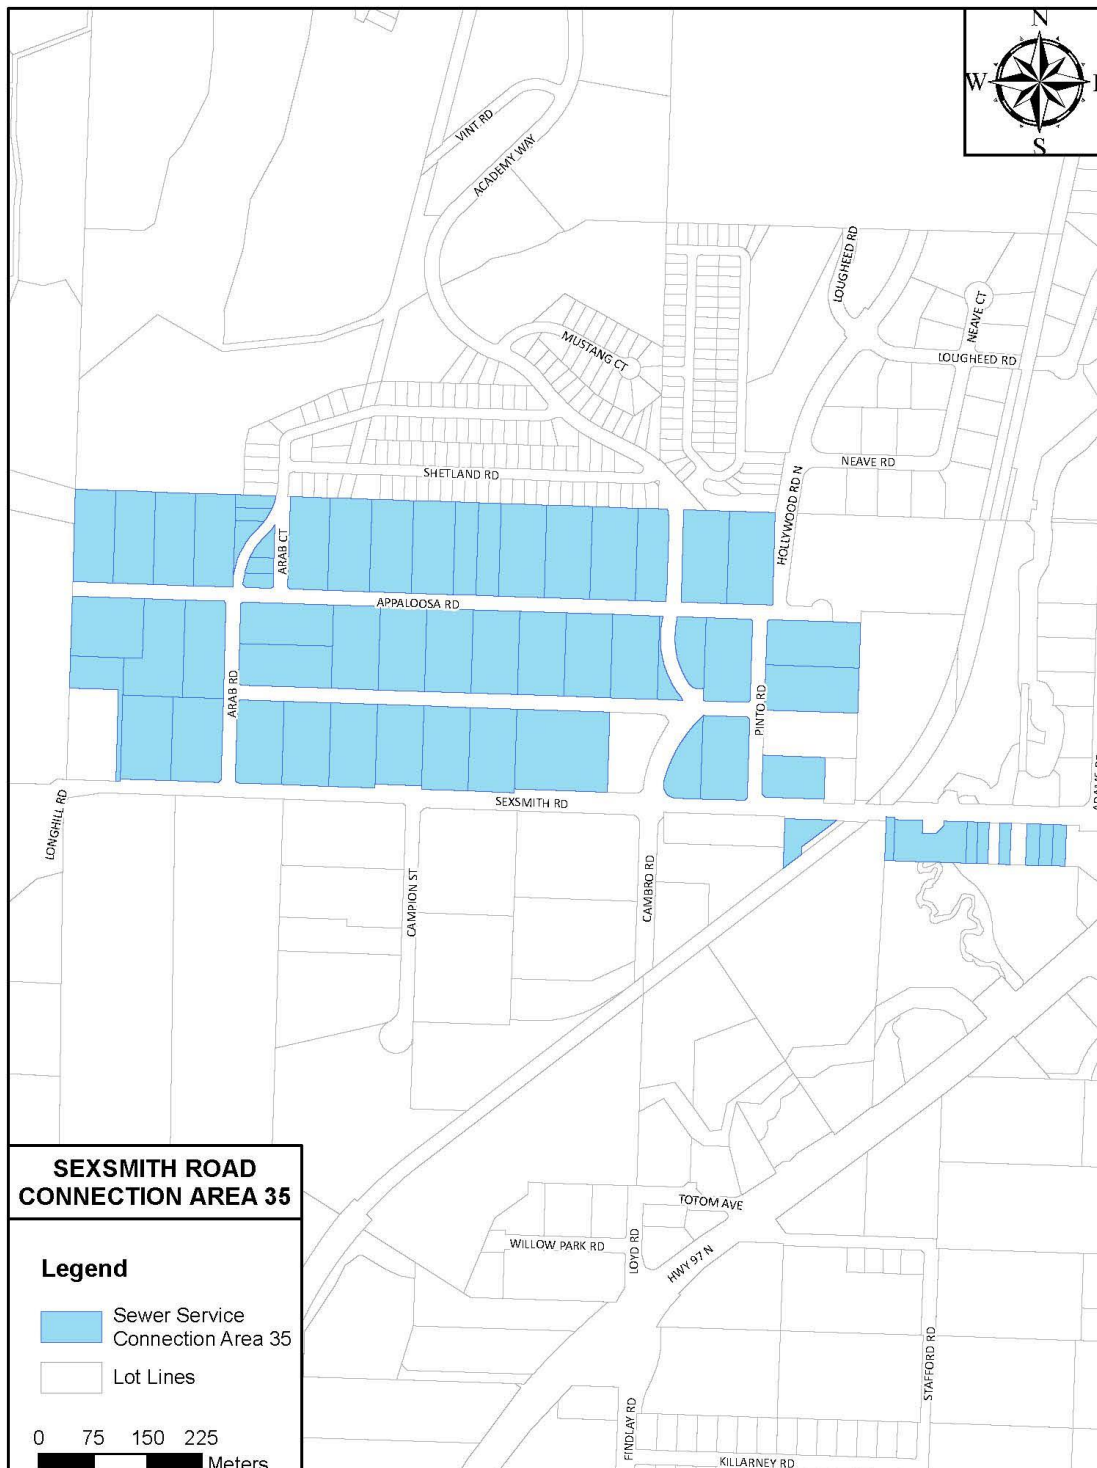 N
W
S
VINT RD
ACADEMY WAY
LOUGHEED RD
NEAVE CT
MUSTANG CT
LOUGHEED RD
NEAVE RD
SHETLAND RD
HOLLYWOOD RD N
ARAB CT
APPALOOSA RD
ARAB RD
PINTO RD
SEXSMITH RD
LONGHILL RD
CAMPION ST
CAMBRO RD
SEXSMITH ROAD
CONNECTION AREA 35
TOTOM AVE
WILLOW PARK RD
LOYD RD
HWY 97 N
Legend
Sewer Service
Connection Area 35
Lot Lines
STAFFORD RD
FINDLAY RD
0 75 150 225
Meters
KILLARNEY RD